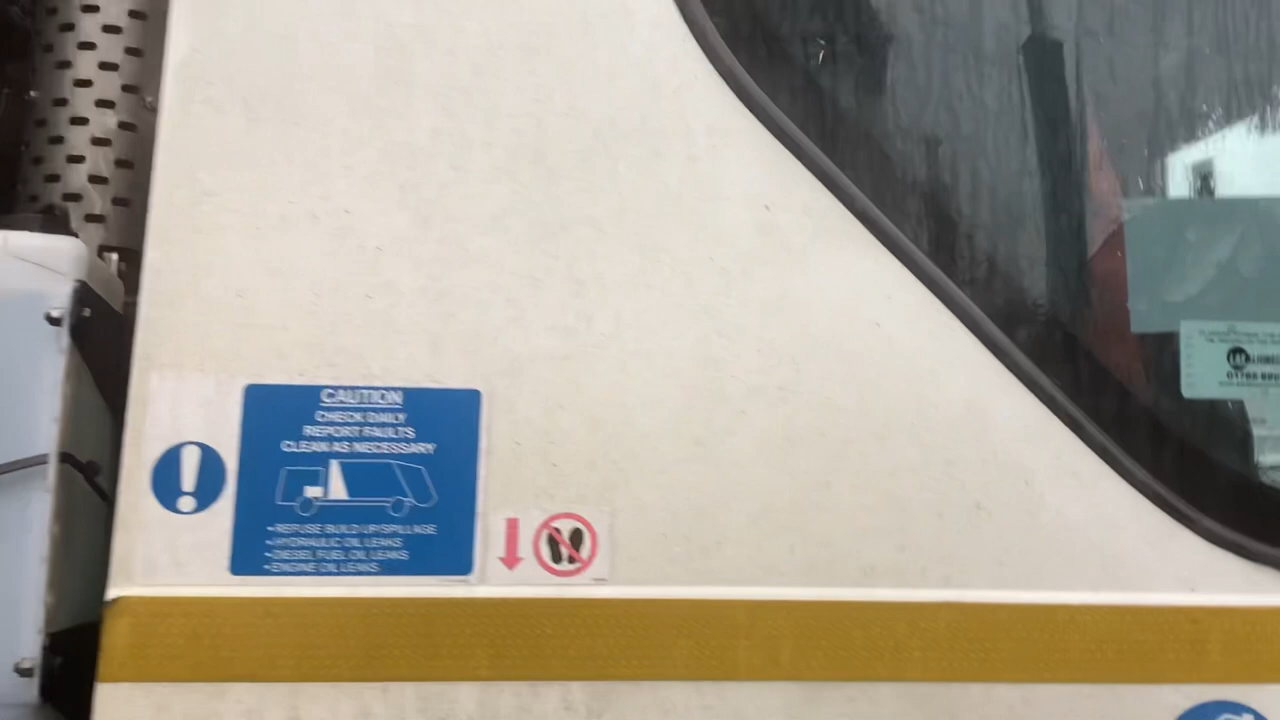 CAUTION
CHECK DAILY
REPORT FAULTS
CLEAN AS NECESSARY
•REFUSE BUILD UP/SPILLAGE
•HYDRAULIC OIL LEAKS
•DIESEL FUEL OIL LEAKS
•ENGINE OIL LEAKS